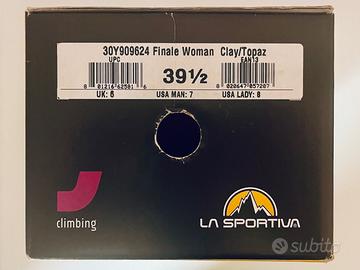 30Y909624 Finale Woman Clay/Topaz
UPC
EAN13
39½
8 01216 62581 6
8 020647 057207
UK: 6
USA MAN: 7
USA LADY: 8
climbing
LA SPORTIVA
subito